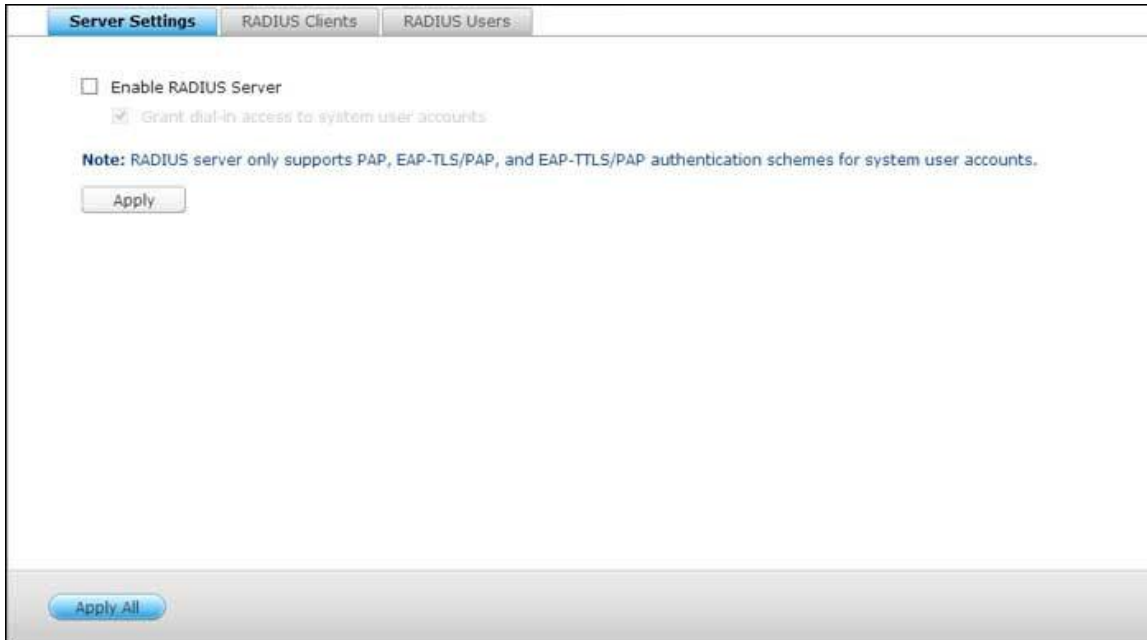 Server Settings RADIUS Clients RADIUS Users
Enable RADIUS Server
Grant dial-in access to system user accounts
Note: RADIUS server only supports PAP, EAP-TLS/PAP, and EAP-TTLS/PAP authentication schemes for system user accounts.
Apply
Apply All